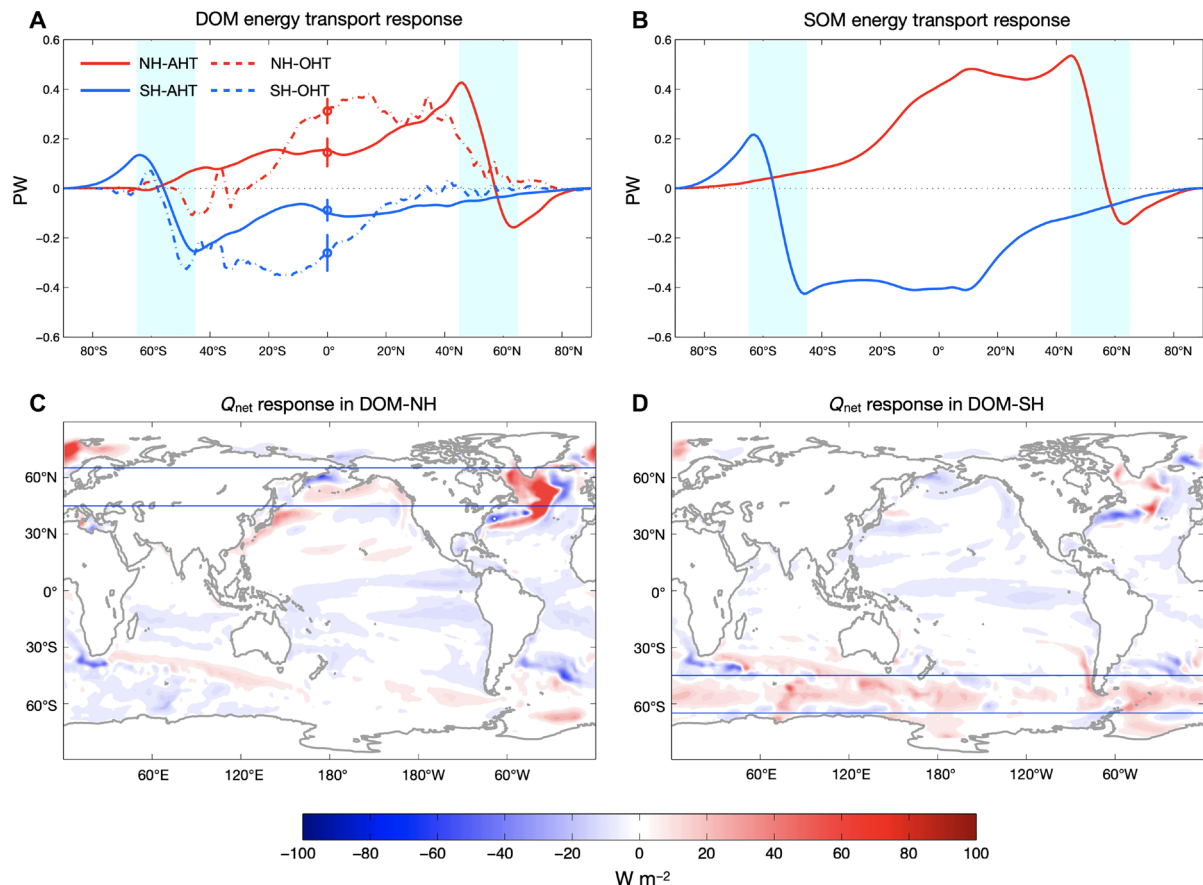 A DOM energy transport response
PW
0.6
0.4
0.2
0
−0.2
−0.4
−0.6
NH-AHT NH-OHT
SH-AHT SH-OHT
80°S 60°S 40°S 20°S 0° 20°N 40°N 60°N 80°N
B SOM energy transport response
PW
0.6
0.4
0.2
0
−0.2
−0.4
−0.6
80°S 60°S 40°S 20°S 0° 20°N 40°N 60°N 80°N
C Qnet response in DOM-NH
60°N
30°N
0°
30°S
60°S
60°E 120°E 180° 120°W 60°W
D Qnet response in DOM-SH
60°N
30°N
0°
30°S
60°S
60°E 120°E 180° 120°W 60°W
−100 −80 −60 −40 −20 0 20 40 60 80 100
W m⁻²